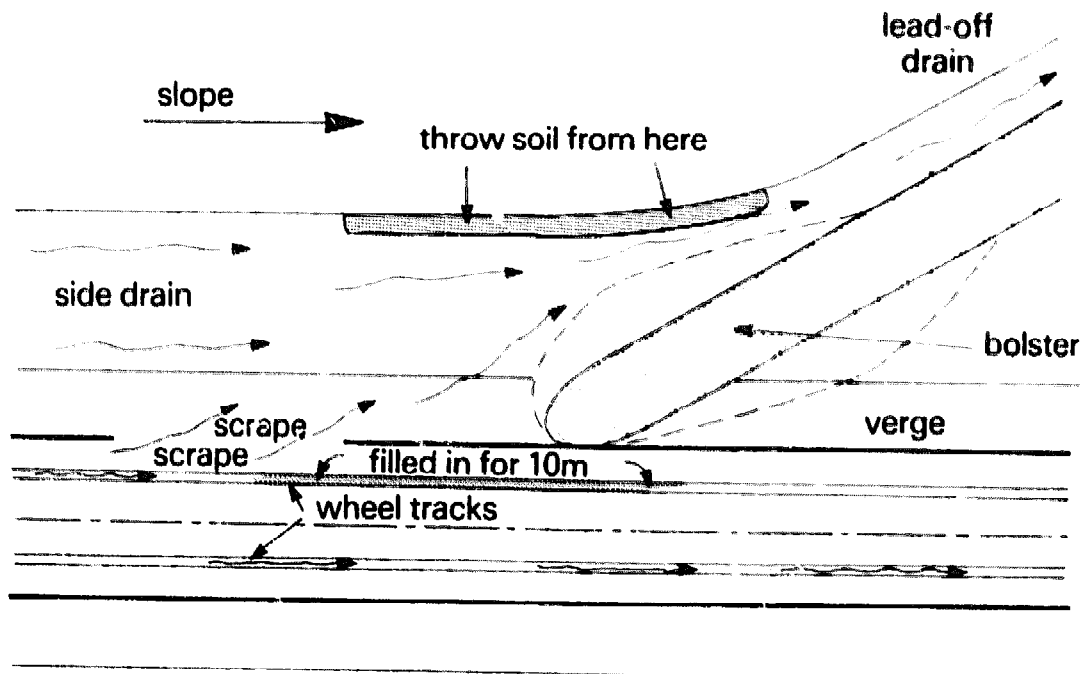 lead-off
drain
slope
throw soil from here
side drain
bolster
scrape
verge
scrape
filled in for 10m
wheel tracks